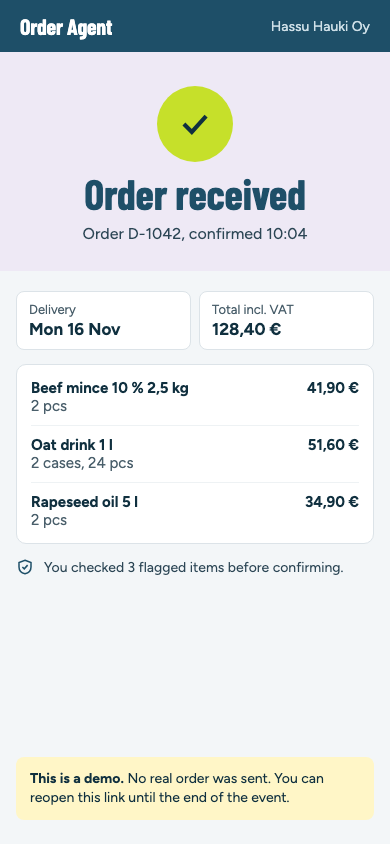 Order Agent
Hassu Hauki Oy
Order received
Order D-1042, confirmed 10:04
Delivery
Mon 16 Nov
Total incl. VAT
128,40 €
Beef mince 10 % 2,5 kg
41,90 €
2 pcs
Oat drink 1 l
51,60 €
2 cases, 24 pcs
Rapeseed oil 5 l
34,90 €
2 pcs
You checked 3 flagged items before confirming.
This is a demo. No real order was sent. You can
reopen this link until the end of the event.